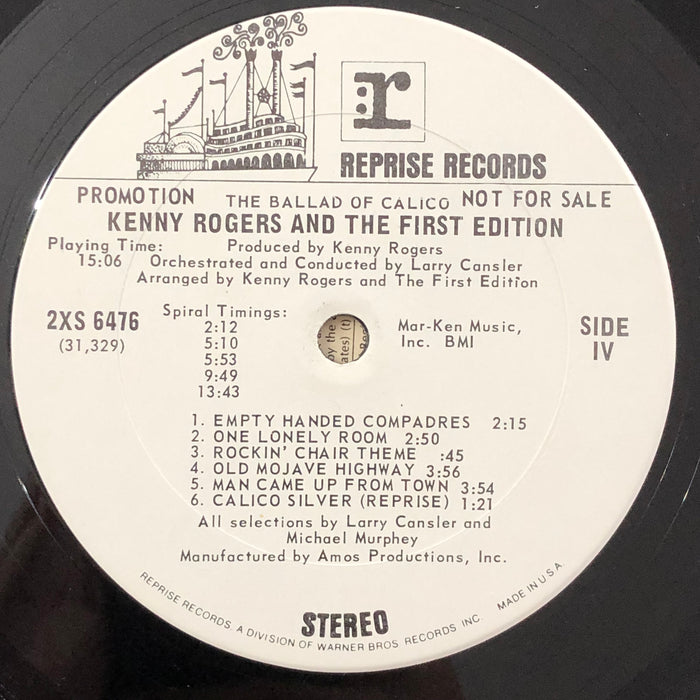 :r
REPRISE RECORDS
PROMOTION THE BALLAD OF CALICO NOT FOR SALE
KENNY ROGERS AND THE FIRST EDITION
Playing Time: Produced by Kenny Rogers
15:06 Orchestrated and Conducted by Larry Cansler
Arranged by Kenny Rogers and The First Edition
2XS 6476
(31,329)
Spiral Timings:
2:12
5:10
5:53
9:49
13:43
Mar-Ken Music,
Inc. BMI
SIDE
IV
1. EMPTY HANDED COMPADRES 2:15
2. ONE LONELY ROOM 2:50
3. ROCKIN' CHAIR THEME :45
4. OLD MOJAVE HIGHWAY 3:56
5. MAN CAME UP FROM TOWN 3:54
6. CALICO SILVER (REPRISE) 1:21
All selections by Larry Cansler and
Michael Murphey
Manufactured by Amos Productions, Inc.
STEREO
REPRISE RECORDS, A DIVISION OF WARNER BROS. RECORDS INC. MADE IN U.S.A.